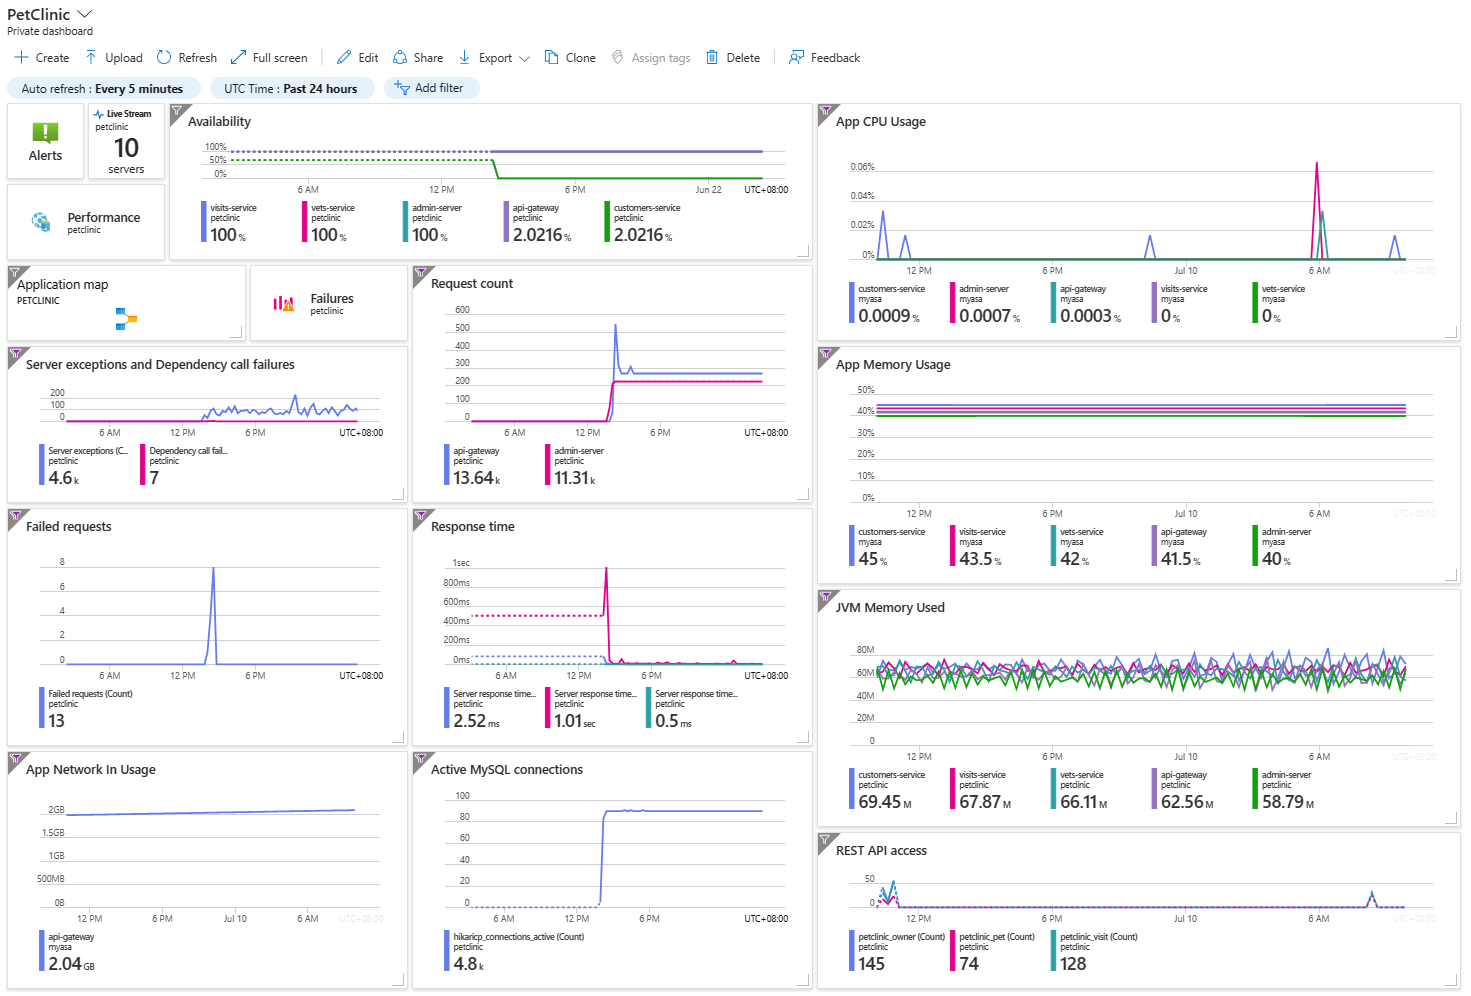 PetClinic
Private dashboard
Create Upload Refresh Full screen Edit Share Export Clone Assign tags Delete Feedback
Auto refresh : Every 5 minutes UTC Time : Past 24 hours Add filter
Alerts
Live Stream
petclinic
10
servers
Performance
petclinic
Availability
100%
50%
0%
6 AM 12 PM 6 PM Jun 22 UTC+08:00
visits-service vets-service admin-server api-gateway customers-service
petclinic petclinic petclinic petclinic petclinic
100 % 100 % 100 % 2.0216 % 2.0216 %
Application map
PETCLINIC
Failures
petclinic
Server exceptions and Dependency call failures
200
100
0
6 AM 12 PM 6 PM UTC+08:00
Server exceptions (C... Dependency call fail...
petclinic petclinic
4.6 k 7
Request count
600
500
400
300
200
100
0
6 AM 12 PM 6 PM UTC+08:00
api-gateway admin-server
petclinic petclinic
13.64 k 11.31 k
Failed requests
8
6
4
2
0
6 AM 12 PM 6 PM UTC+08:00
Failed requests (Count)
petclinic
13
Response time
1sec
800ms
600ms
400ms
200ms
0ms
6 AM 12 PM 6 PM UTC+08:00
Server response time... Server response time... Server response time...
petclinic petclinic petclinic
2.52 ms 1.01 sec 0.5 ms
App Network In Usage
2GB
1.5GB
1GB
500MB
0B
12 PM 6 PM Jul 10 6 AM UTC+08:00
api-gateway
myasa
2.04 GB
Active MySQL connections
100
80
60
40
20
0
6 AM 12 PM 6 PM UTC+08:00
hikaricp_connections_active (Count)
petclinic
4.8 k
App CPU Usage
0.06%
0.04%
0.02%
0%
12 PM 6 PM Jul 10 6 AM UTC+08:00
customers-service admin-server api-gateway visits-service vets-service
myasa myasa myasa myasa myasa
0.0009 % 0.0007 % 0.0003 % 0 % 0 %
App Memory Usage
50%
40%
30%
20%
10%
0%
12 PM 6 PM Jul 10 6 AM UTC+08:00
customers-service visits-service vets-service api-gateway admin-server
myasa myasa myasa myasa myasa
45 % 43.5 % 42 % 41.5 % 40 %
JVM Memory Used
80M
60M
40M
20M
0
12 PM 6 PM Jul 10 6 AM UTC+08:00
customers-service visits-service vets-service api-gateway admin-server
petclinic petclinic petclinic petclinic petclinic
69.45 M 67.87 M 66.11 M 62.56 M 58.79 M
REST API access
50
0
12 PM 6 PM Jul 10 6 AM UTC+08:00
petclinic_owner (Count) petclinic_pet (Count) petclinic_visit (Count)
petclinic petclinic petclinic
145 74 128